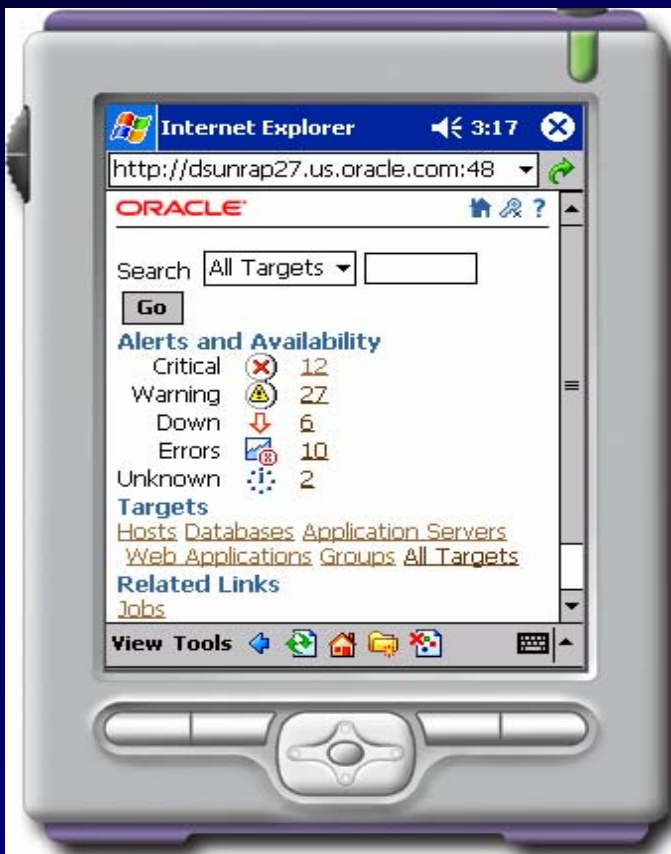 Internet Explorer 3:17
http://dsunrap27.us.oracle.com:48
ORACLE ?
Search All Targets
Go
Alerts and Availability
Critical 12
Warning 27
Down 6
Errors 10
Unknown 2
Targets
Hosts Databases Application Servers
Web Applications Groups All Targets
Related Links
Jobs
View Tools